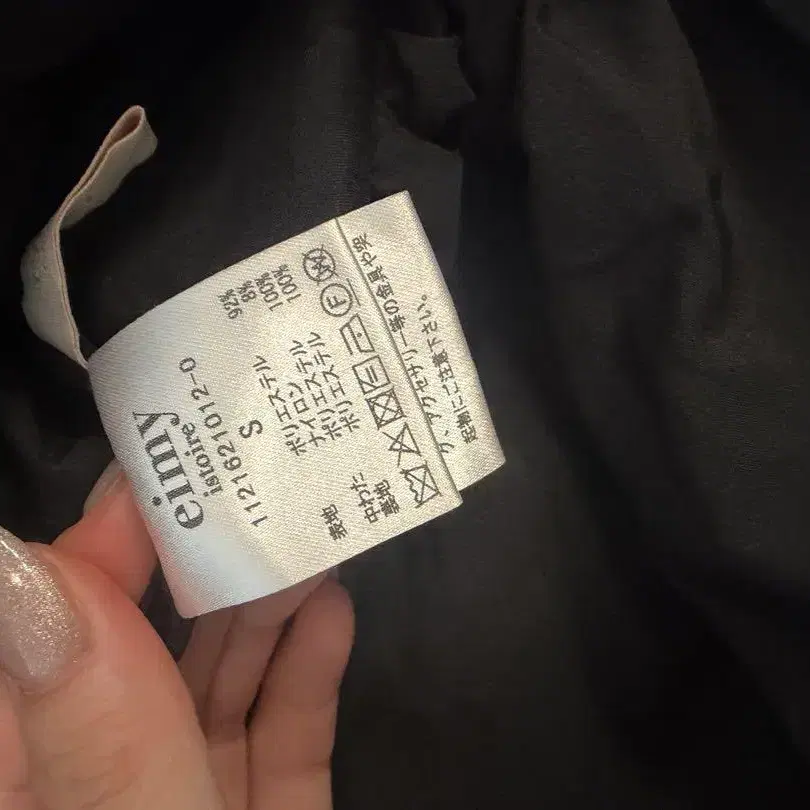 eimy
istoire
1121621012-0
S
表地 ポリエステル 92%
ナイロン 8%
中わた ポリエステル 100%
裏地 ポリエステル 100%
F
W
ク、アクセサリー等の金具や突
起物にご注意下さい。